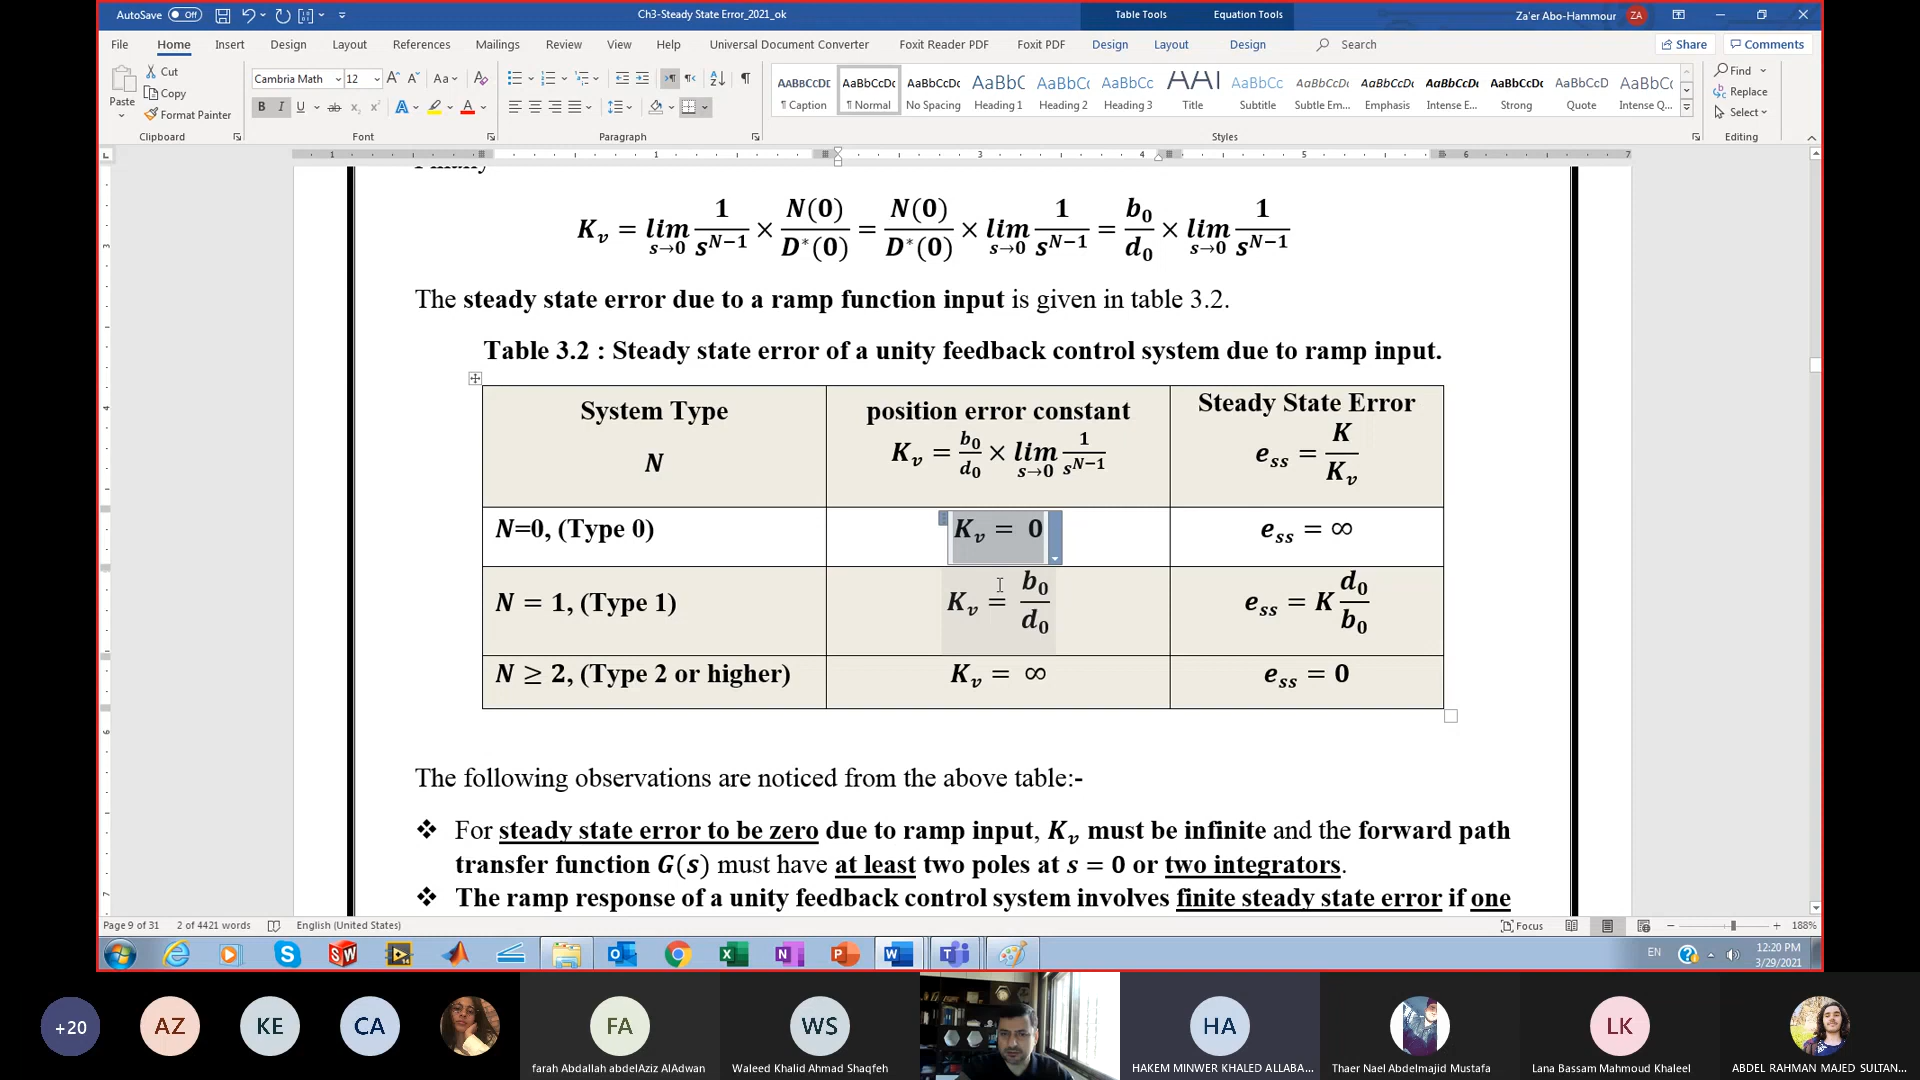 AutoSave Off
Ch3-Steady State Error_2021_ok
Table Tools
Equation Tools
Za'er Abo-Hammour ZA
File Home Insert Design Layout References Mailings Review View Help Universal Document Converter Foxit Reader PDF Foxit PDF Design Layout Design Search Share Comments
Paste
Cut
Copy
Format Painter
Cambria Math 12
¶ Caption
¶ Normal
No Spacing
Heading 1
Heading 2
Heading 3
Title
Subtitle
Subtle Em...
Emphasis
Intense E...
Strong
Quote
Intense Q...
Find
Replace
Select
Clipboard Font Paragraph Styles Editing
K_v = lim_{s→0} 1/s^{N−1} × N(0)/D*(0) = N(0)/D*(0) × lim_{s→0} 1/s^{N−1} = b_0/d_0 × lim_{s→0} 1/s^{N−1}
The steady state error due to a ramp function input is given in table 3.2.
Table 3.2 : Steady state error of a unity feedback control system due to ramp input.
System Type N
position error constant K_v = b_0/d_0 × lim_{s→0} 1/s^{N−1}
Steady State Error e_ss = K/K_v
N=0, (Type 0) K_v = 0 e_ss = ∞
N = 1, (Type 1) K_v = b_0/d_0 e_ss = K d_0/b_0
N ≥ 2, (Type 2 or higher) K_v = ∞ e_ss = 0
The following observations are noticed from the above table:-
❖ For steady state error to be zero due to ramp input, K_v must be infinite and the forward path
transfer function G(s) must have at least two poles at s = 0 or two integrators.
❖ The ramp response of a unity feedback control system involves finite steady state error if one
Page 9 of 31 2 of 4421 words English (United States) Focus 188%
EN 12:20 PM
3/29/2021
+20 AZ KE CA FA WS HA LK
farah Abdallah abdelAziz AlAdwan
Waleed Khalid Ahmad Shaqfeh
HAKEM MINWER KHALED ALLABA...
Thaer Nael Abdelmajid Mustafa
Lana Bassam Mahmoud Khaleel
ABDEL RAHMAN MAJED SULTAN...